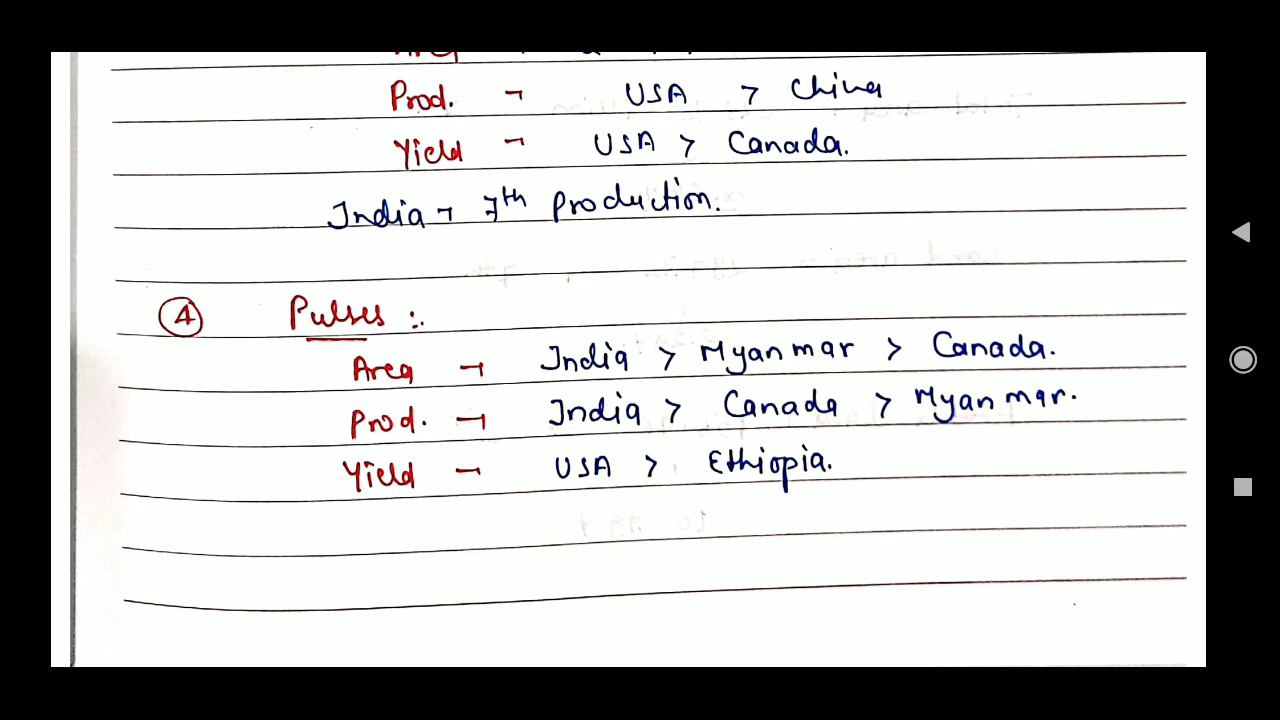 Prod. → USA > China
Yield → USA > Canada.
India → 7th Production.
④ Pulses :.
Area → India > Myanmar > Canada.
Prod. → India > Canada > Myanmar.
Yield → USA > Ethiopia.